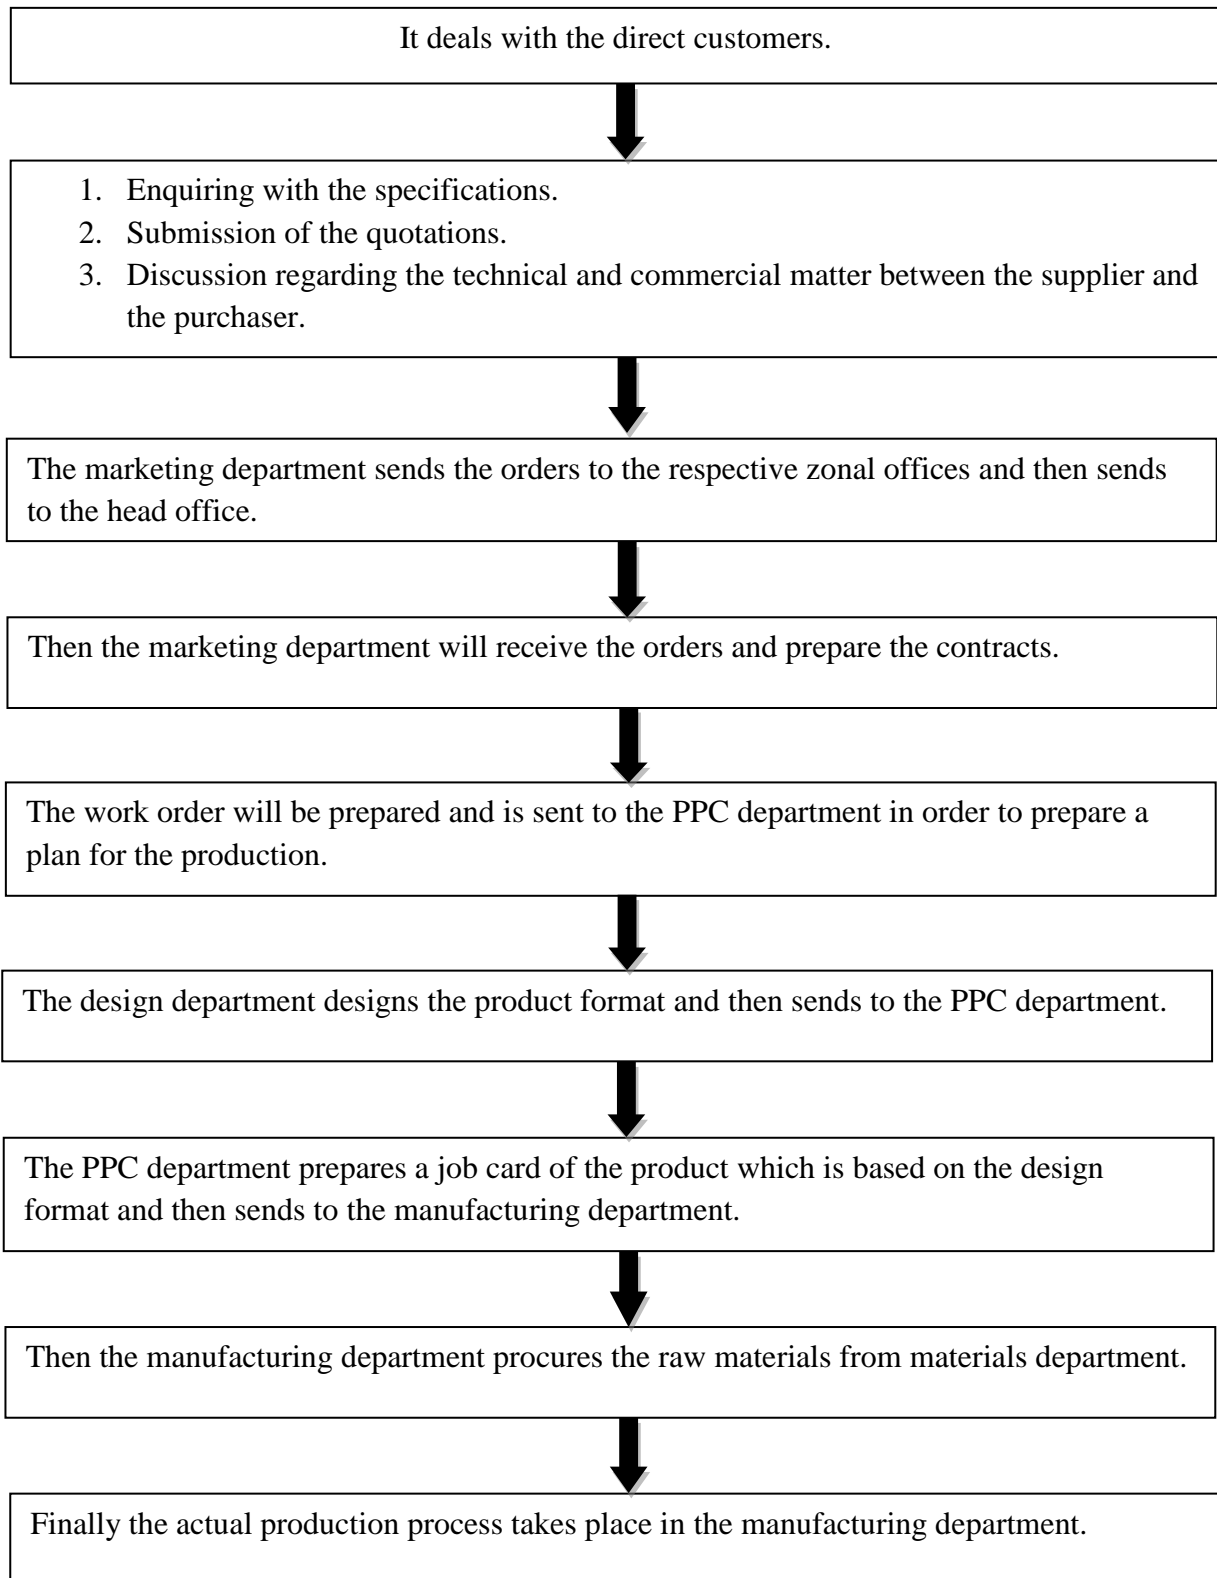 It deals with the direct customers.
1. Enquiring with the specifications.
2. Submission of the quotations.
3. Discussion regarding the technical and commercial matter between the supplier and
the purchaser.
The marketing department sends the orders to the respective zonal offices and then sends
to the head office.
Then the marketing department will receive the orders and prepare the contracts.
The work order will be prepared and is sent to the PPC department in order to prepare a
plan for the production.
The design department designs the product format and then sends to the PPC department.
The PPC department prepares a job card of the product which is based on the design
format and then sends to the manufacturing department.
Then the manufacturing department procures the raw materials from materials department.
Finally the actual production process takes place in the manufacturing department.